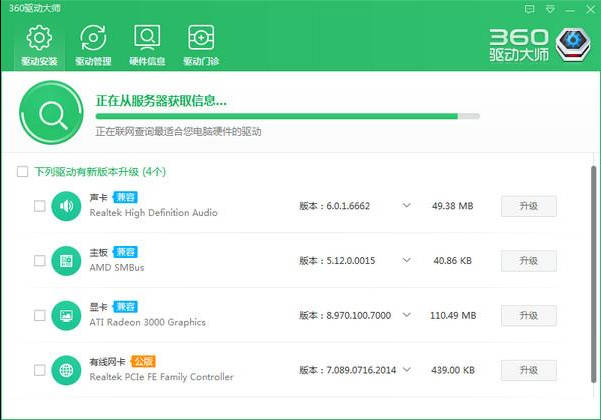 360驱动大师
驱动安装 驱动管理 硬件信息 驱动门诊
360
驱动大师
正在从服务器获取信息...
正在联网查询最适合您电脑硬件的驱动
下列驱动有新版本升级 (4个)
声卡 兼容
Realtek High Definition Audio
版本：6.0.1.6662 49.38 MB 升级
主板 兼容
AMD SMBus
版本：5.12.0.0015 40.86 KB 升级
显卡 兼容
ATI Radeon 3000 Graphics
版本：8.970.100.7000 110.49 MB 升级
有线网卡 公版
Realtek PCIe FE Family Controller
版本：7.089.0716.2014 439.00 KB 升级